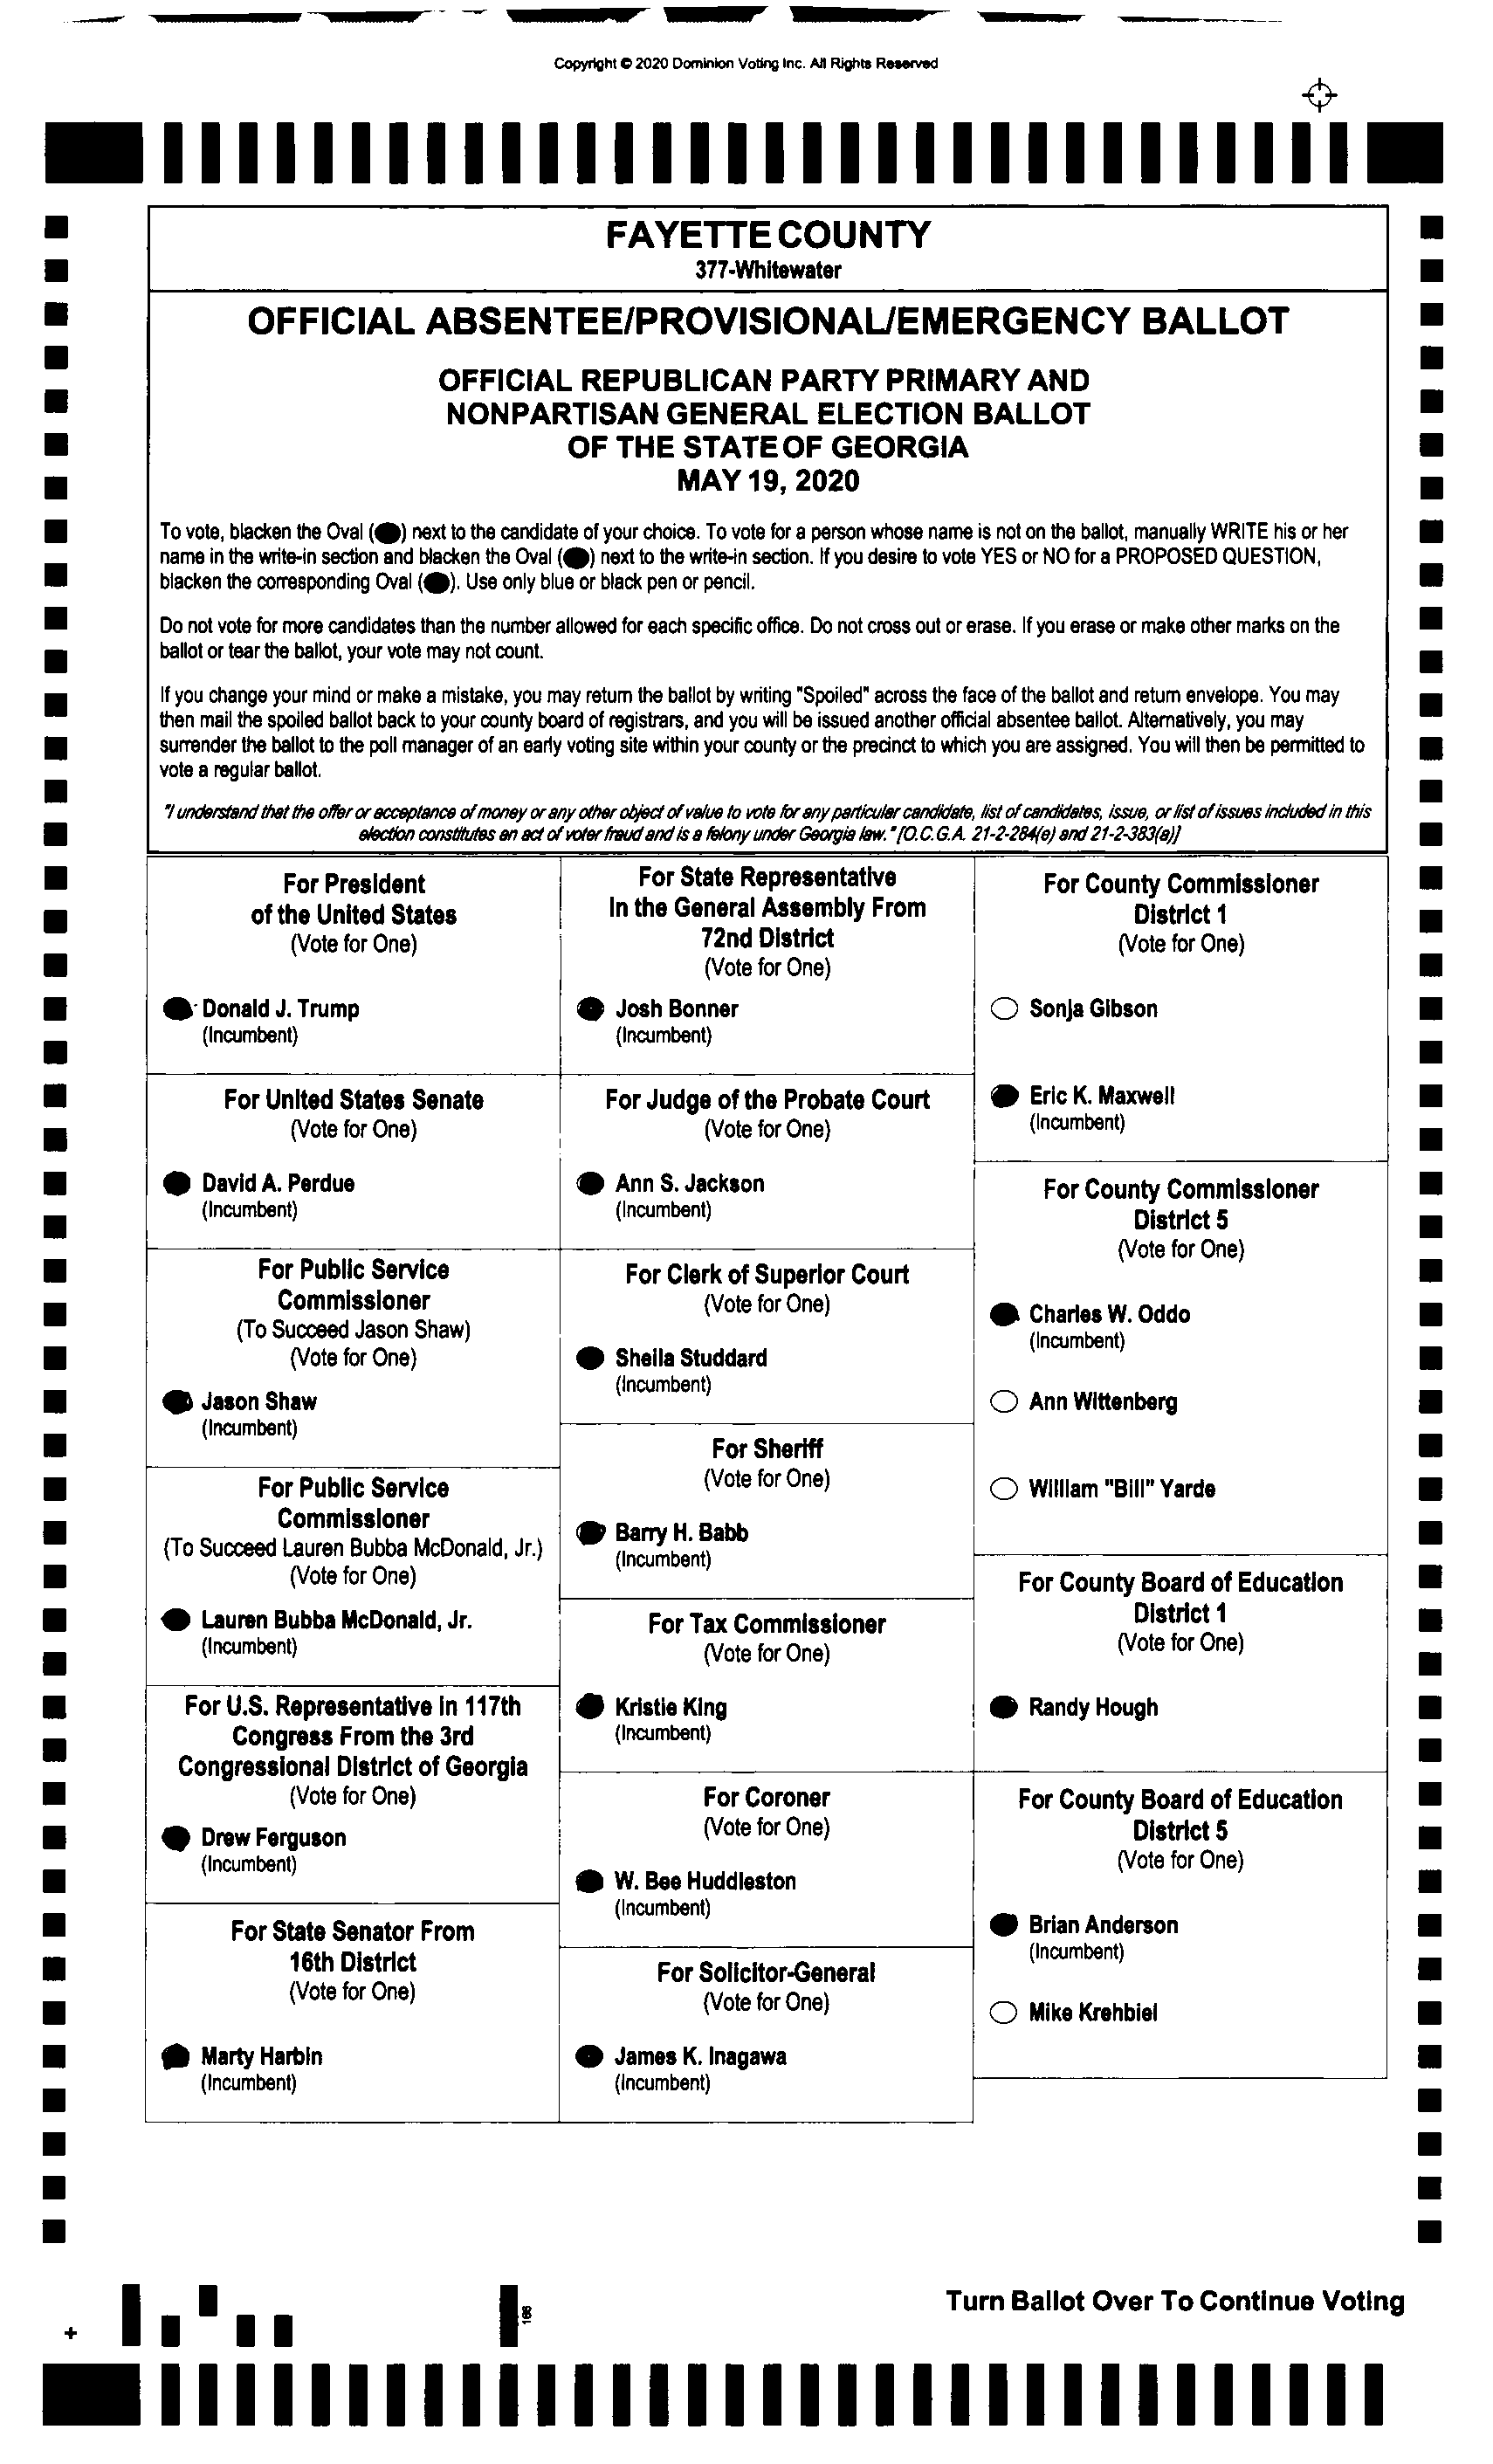 Copyright © 2020 Dominion Voting Inc. All Rights Reserved
FAYETTE COUNTY
377-Whitewater
OFFICIAL ABSENTEE/PROVISIONAL/EMERGENCY BALLOT
OFFICIAL REPUBLICAN PARTY PRIMARY AND
NONPARTISAN GENERAL ELECTION BALLOT
OF THE STATE OF GEORGIA
MAY 19, 2020
To vote, blacken the Oval ( ) next to the candidate of your choice. To vote for a person whose name is not on the ballot, manually WRITE his or her
name in the write-in section and blacken the Oval ( ) next to the write-in section. If you desire to vote YES or NO for a PROPOSED QUESTION,
blacken the corresponding Oval ( ). Use only blue or black pen or pencil.
Do not vote for more candidates than the number allowed for each specific office. Do not cross out or erase. If you erase or make other marks on the
ballot or tear the ballot, your vote may not count.
If you change your mind or make a mistake, you may return the ballot by writing "Spoiled" across the face of the ballot and return envelope. You may
then mail the spoiled ballot back to your county board of registrars, and you will be issued another official absentee ballot. Alternatively, you may
surrender the ballot to the poll manager of an early voting site within your county or the precinct to which you are assigned. You will then be permitted to
vote a regular ballot.
"I understand that the offer or acceptance of money or any other object of value to vote for any particular candidate, list of candidates, issue, or list of issues included in this
election constitutes an act of voter fraud and is a felony under Georgia law." [O.C.G.A. 21-2-284(e) and 21-2-383(a)]
For President
of the United States
(Vote for One)
Donald J. Trump
(Incumbent)
For United States Senate
(Vote for One)
David A. Perdue
(Incumbent)
For Public Service
Commissioner
(To Succeed Jason Shaw)
(Vote for One)
Jason Shaw
(Incumbent)
For Public Service
Commissioner
(To Succeed Lauren Bubba McDonald, Jr.)
(Vote for One)
Lauren Bubba McDonald, Jr.
(Incumbent)
For U.S. Representative in 117th
Congress From the 3rd
Congressional District of Georgia
(Vote for One)
Drew Ferguson
(Incumbent)
For State Senator From
16th District
(Vote for One)
Marty Harbin
(Incumbent)
For State Representative
In the General Assembly From
72nd District
(Vote for One)
Josh Bonner
(Incumbent)
For Judge of the Probate Court
(Vote for One)
Ann S. Jackson
(Incumbent)
For Clerk of Superior Court
(Vote for One)
Sheila Studdard
(Incumbent)
For Sheriff
(Vote for One)
Barry H. Babb
(Incumbent)
For Tax Commissioner
(Vote for One)
Kristie King
(Incumbent)
For Coroner
(Vote for One)
W. Bee Huddleston
(Incumbent)
For Solicitor-General
(Vote for One)
James K. Inagawa
(Incumbent)
For County Commissioner
District 1
(Vote for One)
Sonja Gibson
Eric K. Maxwell
(Incumbent)
For County Commissioner
District 5
(Vote for One)
Charles W. Oddo
(Incumbent)
Ann Wittenberg
William "Bill" Yarde
For County Board of Education
District 1
(Vote for One)
Randy Hough
For County Board of Education
District 5
(Vote for One)
Brian Anderson
(Incumbent)
Mike Krehbiel
166
Turn Ballot Over To Continue Voting